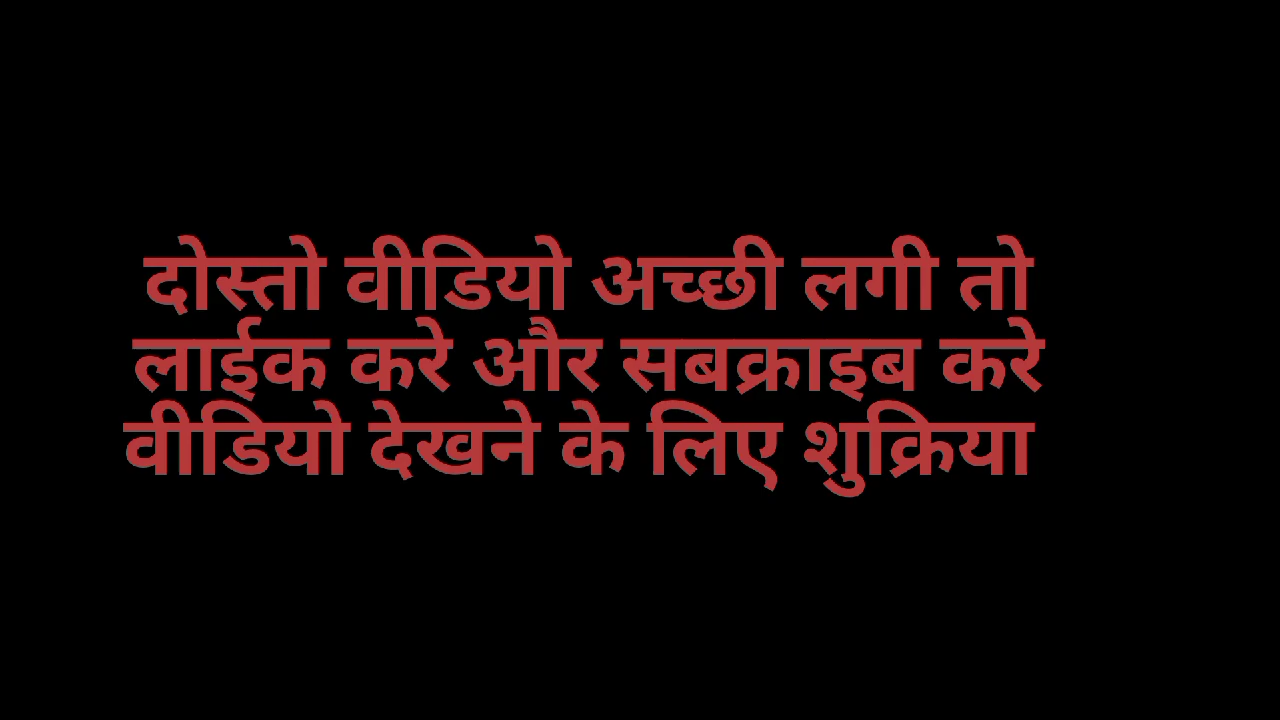 दोस्तो वीडियो अच्छी लगी तो
लाईक करे और सबक्राइब करे
वीडियो देखने के लिए शुक्रिया